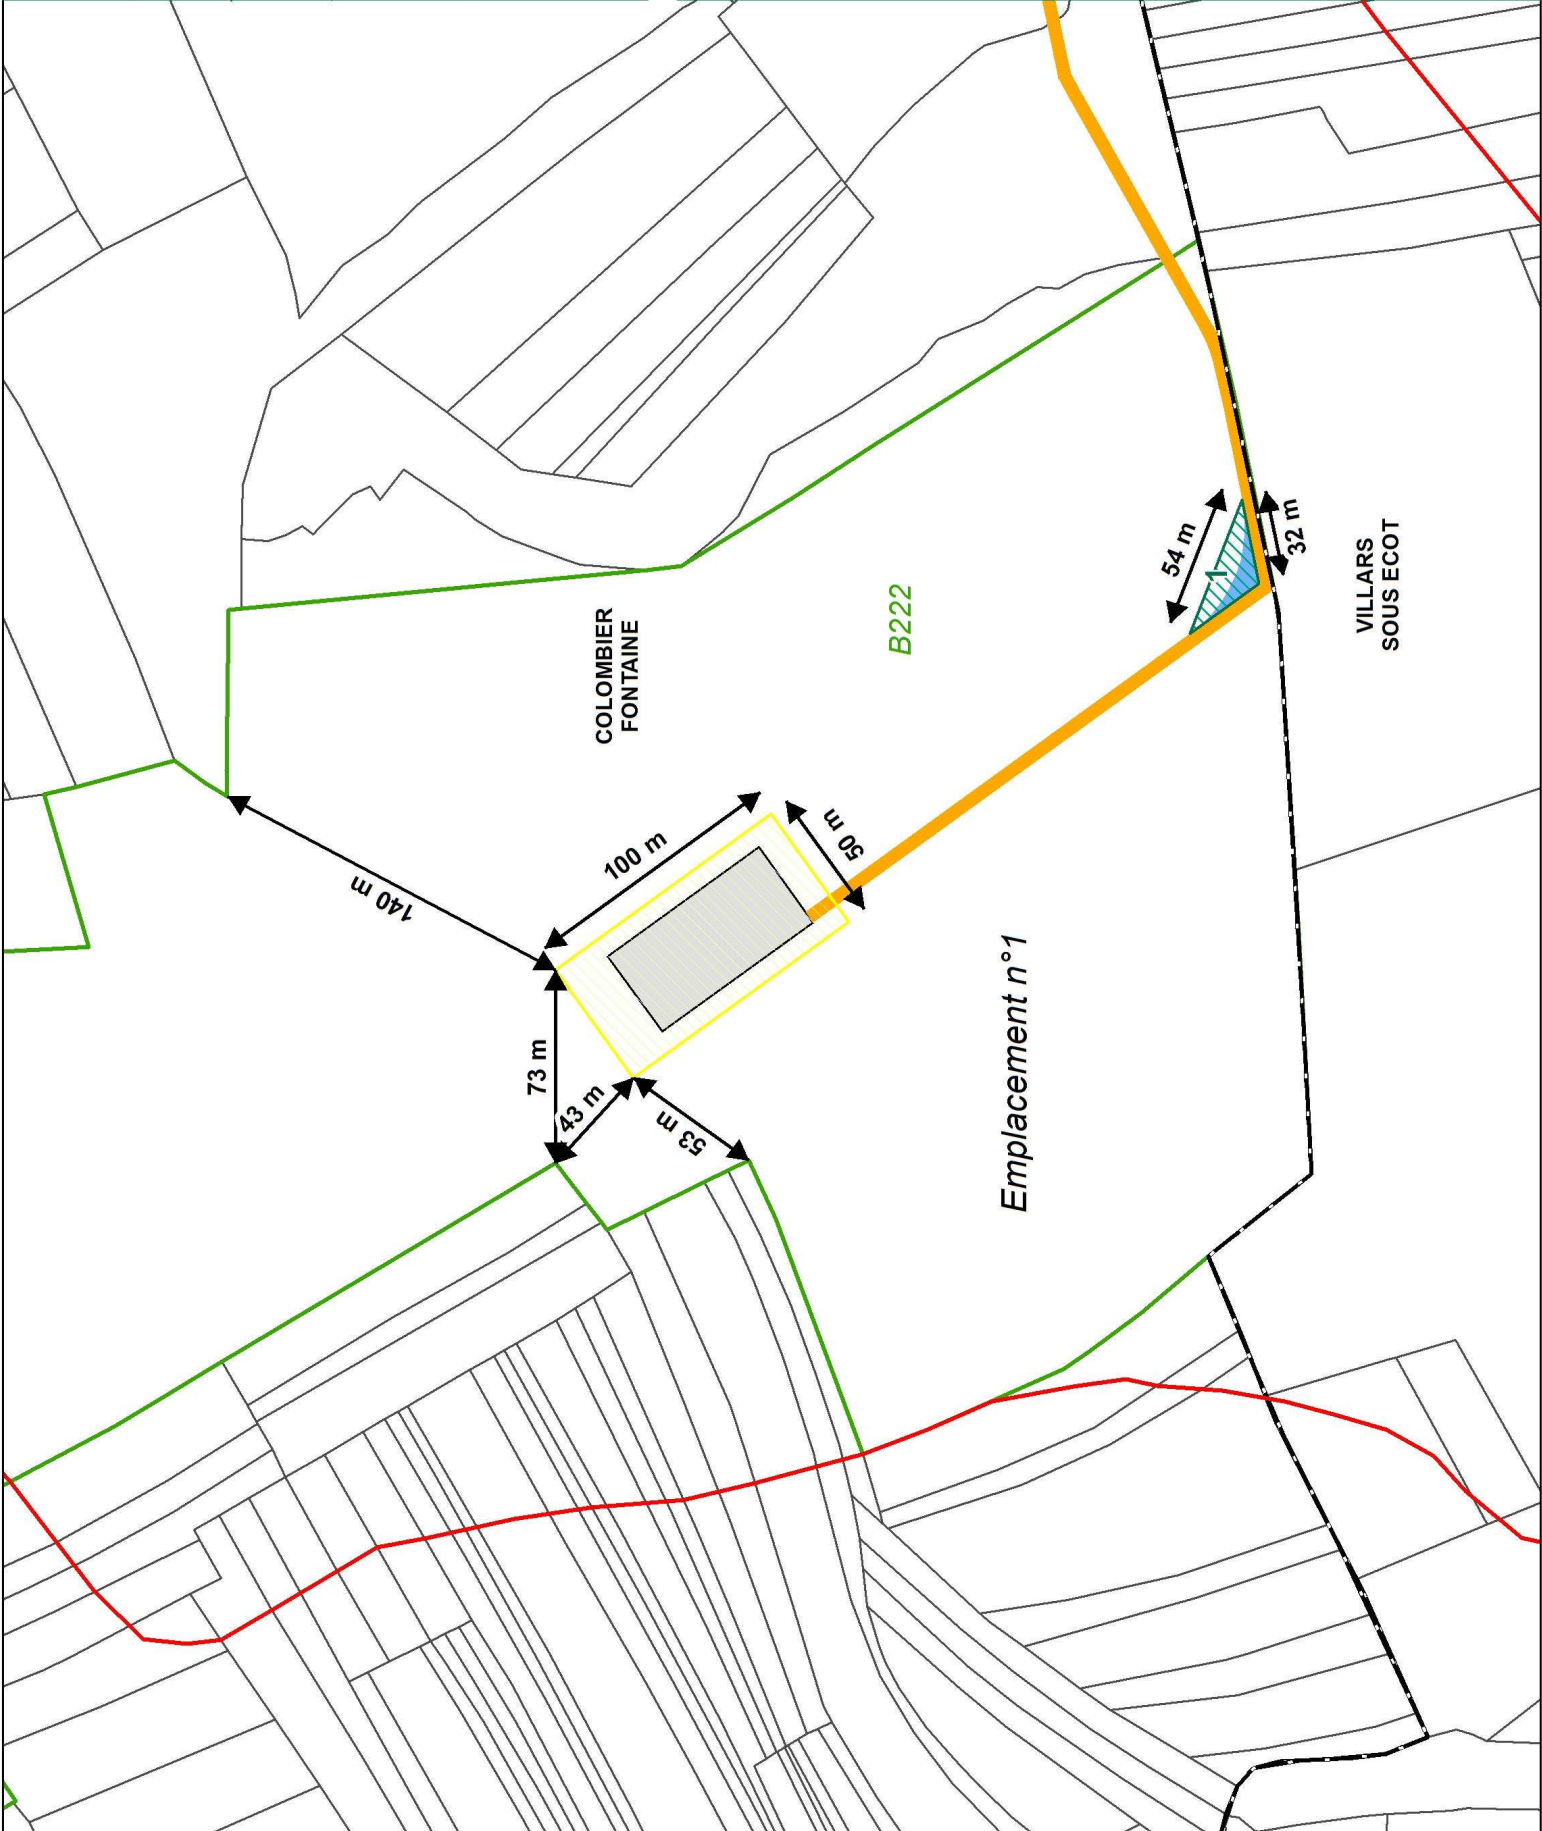 COLOMBIER
FONTAINE
B222
VILLARS
SOUS ECOT
Emplacement n°1
140 m
100 m
50 m
73 m
43 m
53 m
54 m
1
32 m